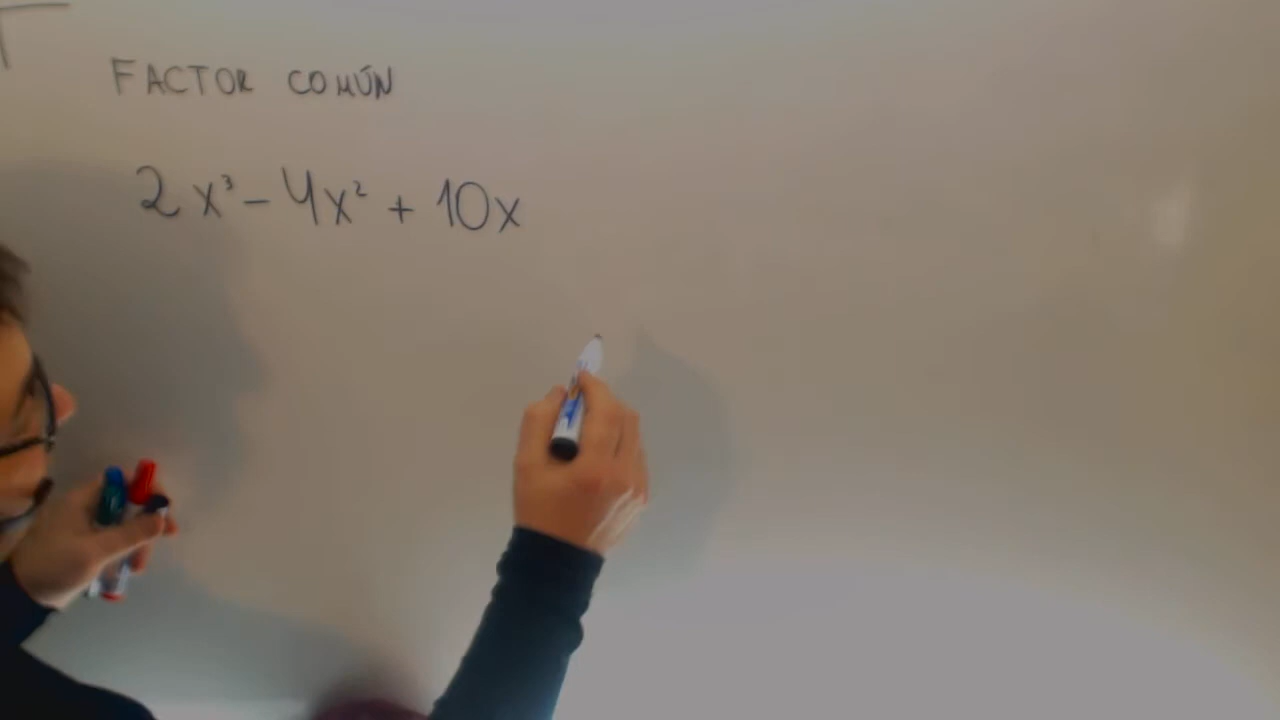 FACTOR COMÚN
2x³ - 4x² + 10x